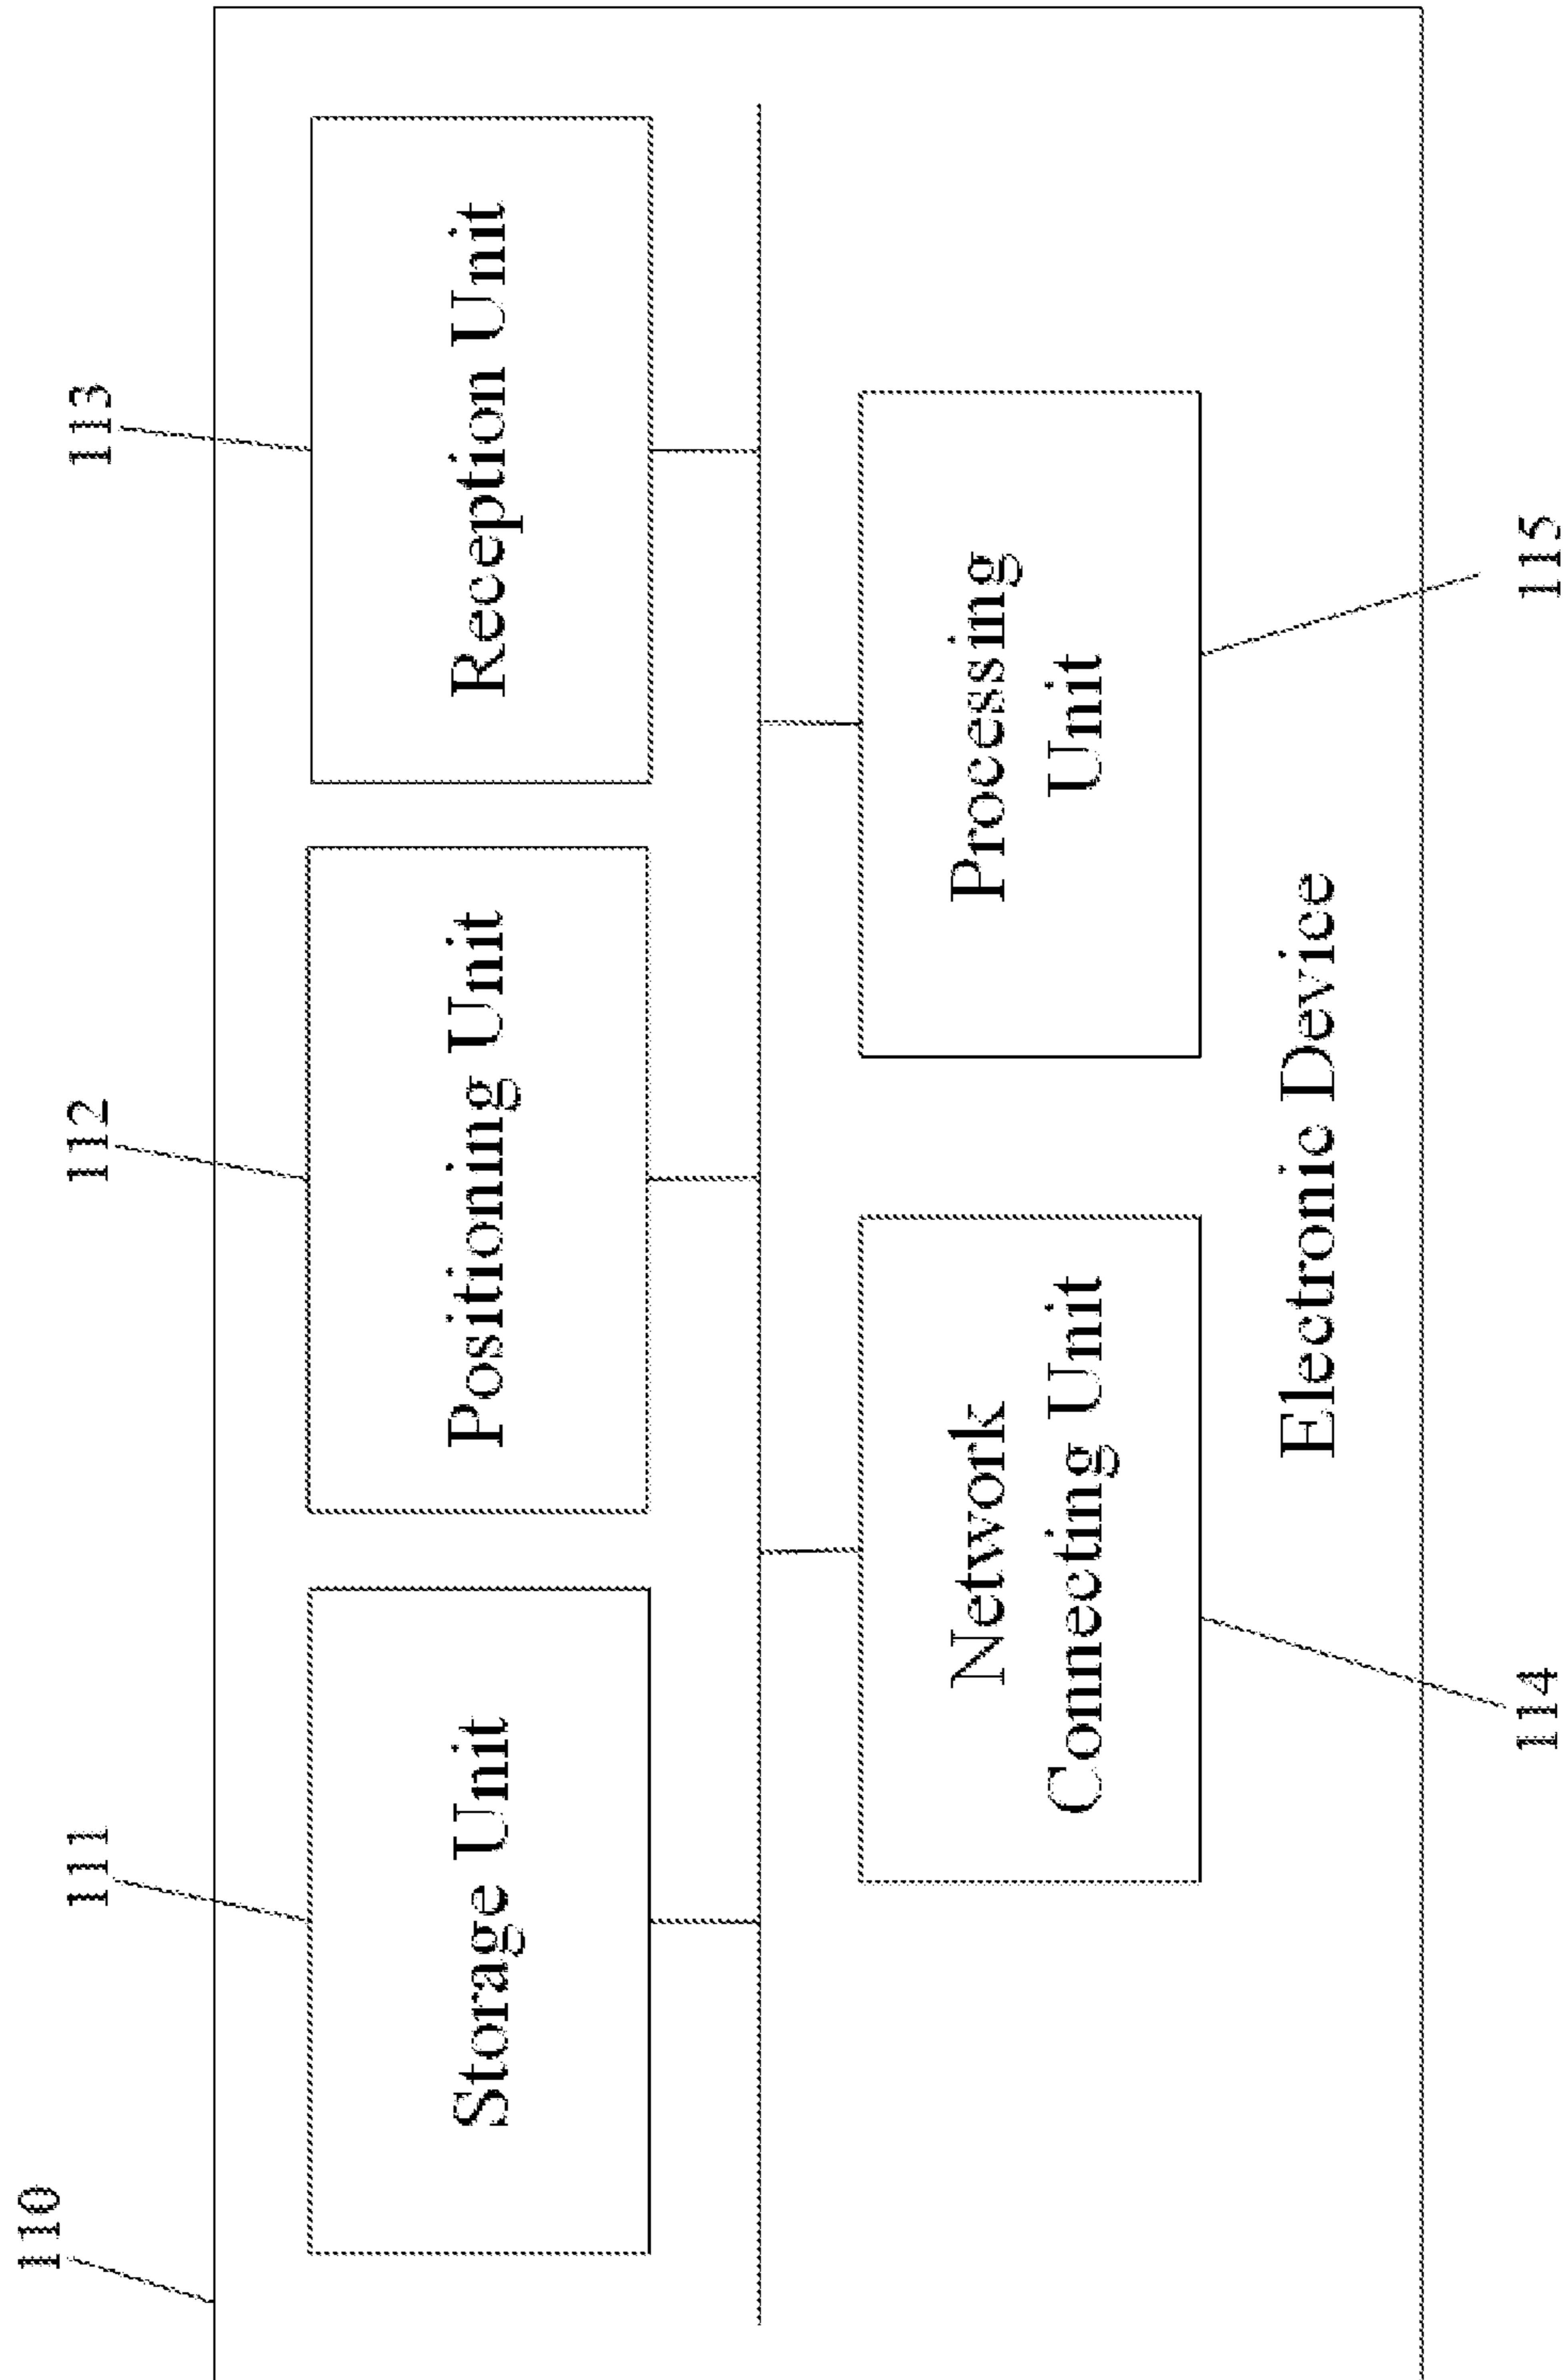 110
111
112
113
Storage Unit
Positioning Unit
Reception Unit
Network
Connecting Unit
Processing
Unit
Electronic Device
114
115